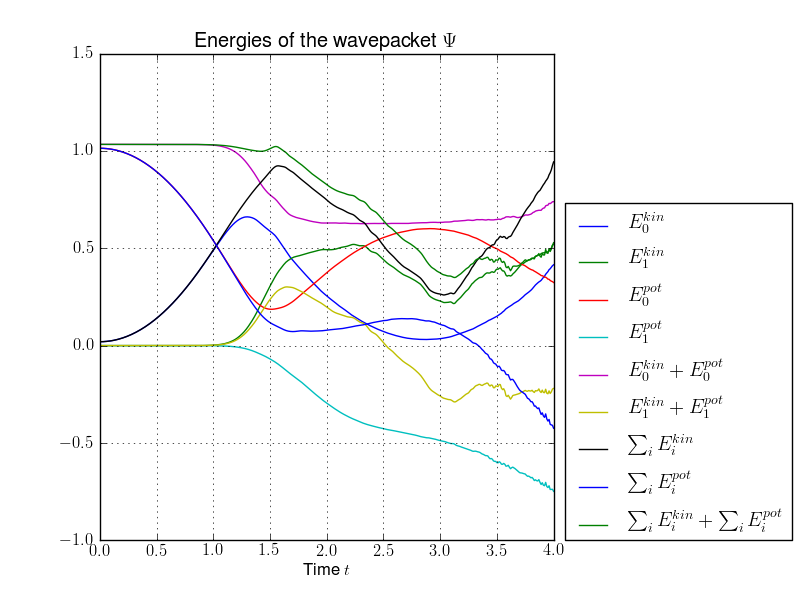 Energies of the wavepacket Ψ
1.5
1.0
0.5
0.0
−0.5
−1.0
0.0 0.5 1.0 1.5 2.0 2.5 3.0 3.5 4.0
Time t
E_0^{kin}
E_1^{kin}
E_0^{pot}
E_1^{pot}
E_0^{kin} + E_0^{pot}
E_1^{kin} + E_1^{pot}
∑_i E_i^{kin}
∑_i E_i^{pot}
∑_i E_i^{kin} + ∑_i E_i^{pot}